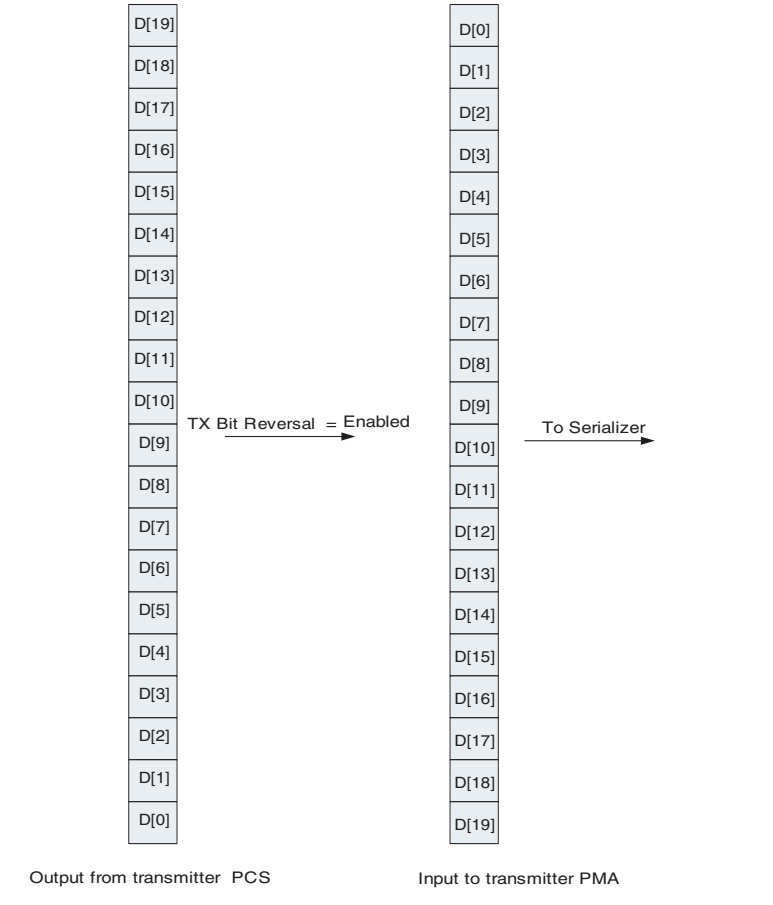 D[19]
D[18]
D[17]
D[16]
D[15]
D[14]
D[13]
D[12]
D[11]
D[10]
D[9]
D[8]
D[7]
D[6]
D[5]
D[4]
D[3]
D[2]
D[1]
D[0]
Output from transmitter PCS
TX Bit Reversal = Enabled
D[0]
D[1]
D[2]
D[3]
D[4]
D[5]
D[6]
D[7]
D[8]
D[9]
D[10]
D[11]
D[12]
D[13]
D[14]
D[15]
D[16]
D[17]
D[18]
D[19]
Input to transmitter PMA
To Serializer